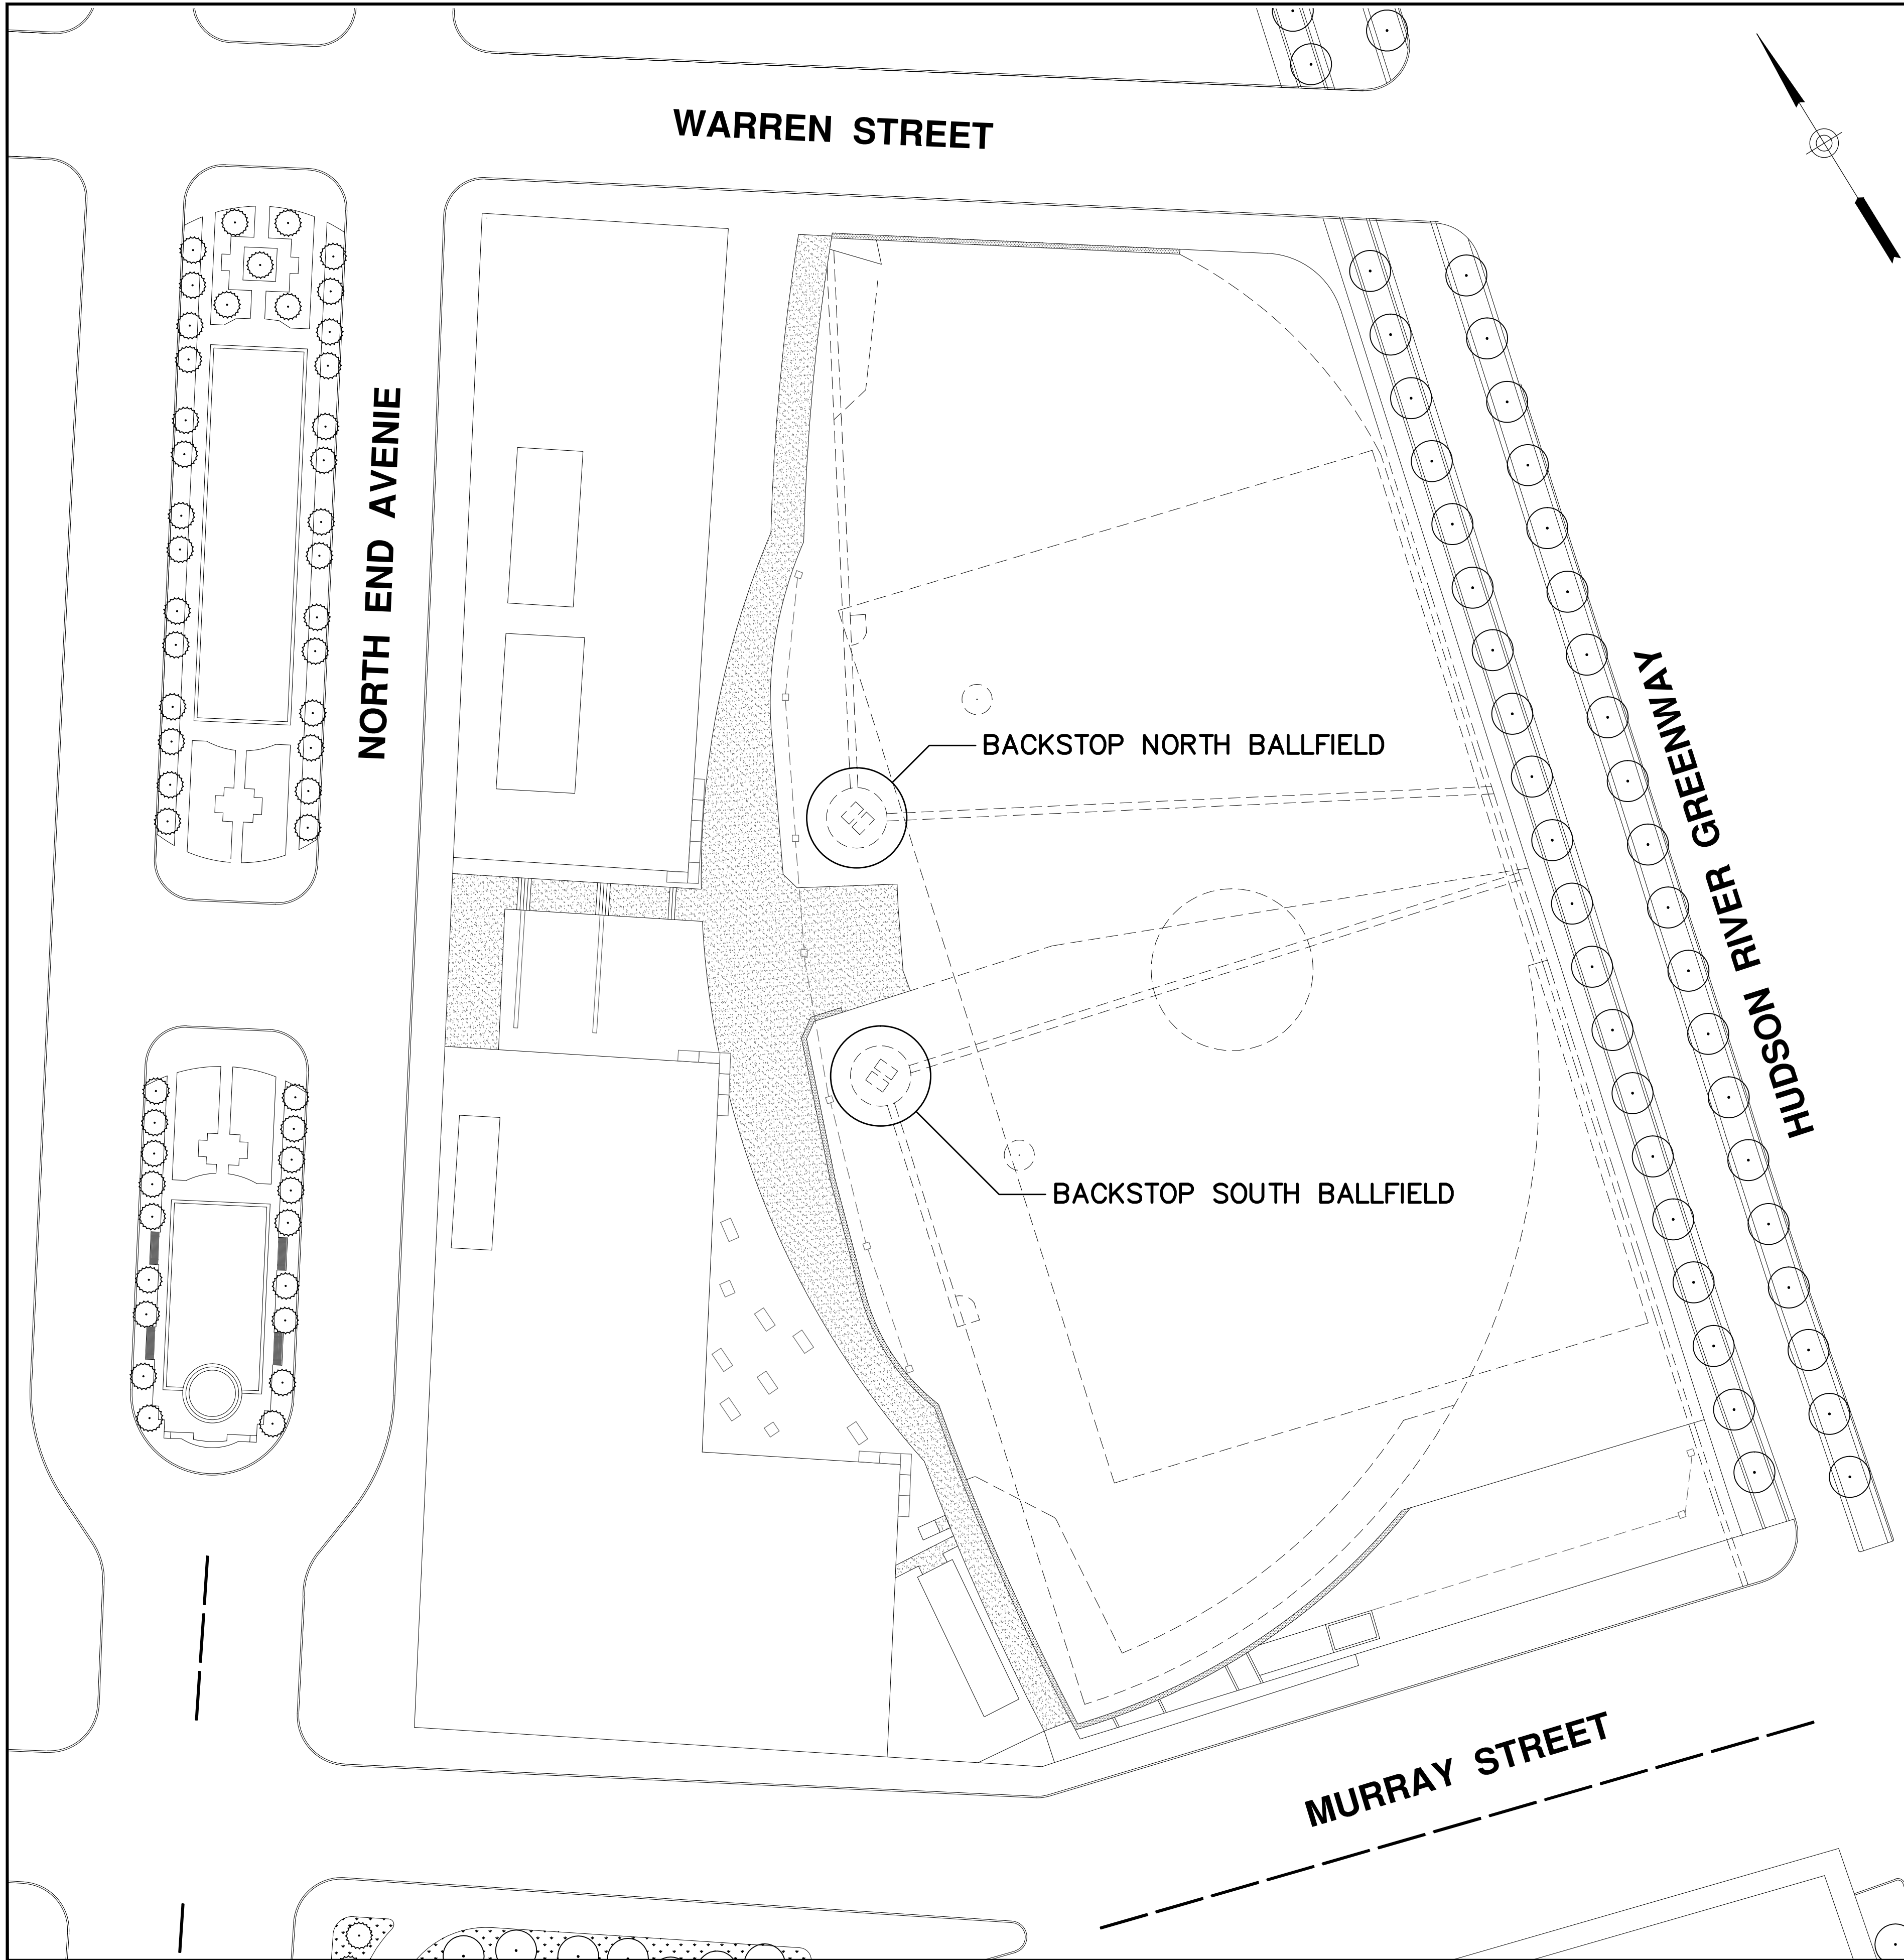 WARREN STREET
NORTH END AVENIE
BACKSTOP NORTH BALLFIELD
HUDSON RIVER GREENWAY
BACKSTOP SOUTH BALLFIELD
MURRAY STREET